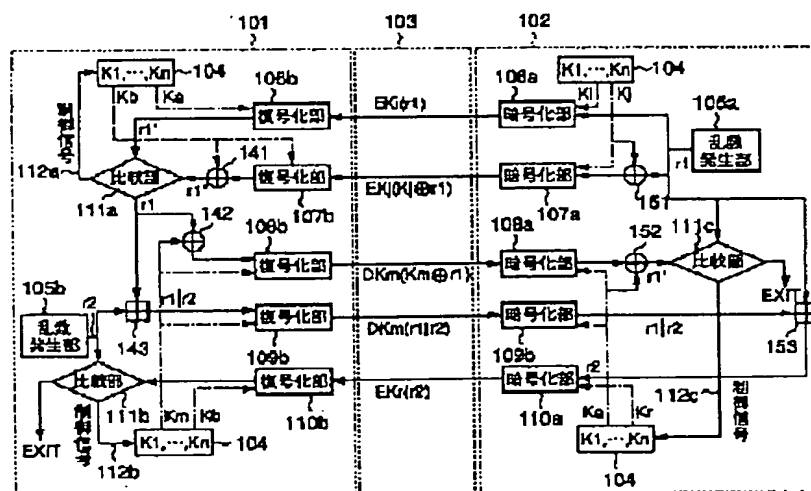 101
103
102
K1,…,Kn
104
106b
106a
K1,…,Kn
104
Kb
Ka
復号化部
EKi(r1)
暗号化部
Ki
Kj
105a
乱数
発生部
r1'
r1
制御信号
112a
比較部
111a
r1
141
復号化部
107b
EKj(Kj⊕r1)
暗号化部
107a
151
r1
142
108b
復号化部
DKm(Km⊕r1)
108a
暗号化部
152
r1'
111c
比較部
EXIT
105b
乱数
発生部
r2
r1|r2
143
復号化部
109b
DKm(r1|r2)
暗号化部
109b
r1|r2
153
比較部
111b
復号化部
110b
EKr(r2)
r2
暗号化部
110a
112c
制御信号
EXIT
制御信号
112b
Km
Kb
K1,…,Kn
104
Ka
Kr
K1,…,Kn
104